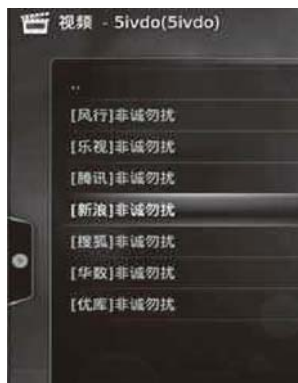 视频 - 5ivdo(5ivdo)
..
[风行]非诚勿扰
[乐视]非诚勿扰
[腾讯]非诚勿扰
[新浪]非诚勿扰
[搜狐]非诚勿扰
[华数]非诚勿扰
[优库]非诚勿扰